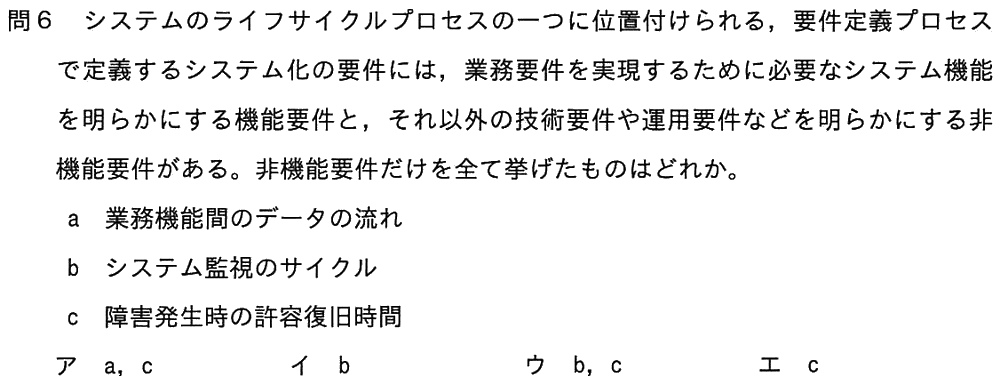 問6　システムのライフサイクルプロセスの一つに位置付けられる，要件定義プロセス
で定義するシステム化の要件には，業務要件を実現するために必要なシステム機能
を明らかにする機能要件と，それ以外の技術要件や運用要件などを明らかにする非
機能要件がある。非機能要件だけを全て挙げたものはどれか。
a　業務機能間のデータの流れ
b　システム監視のサイクル
c　障害発生時の許容復旧時間
ア　a，c　イ　b　ウ　b，c　エ　c